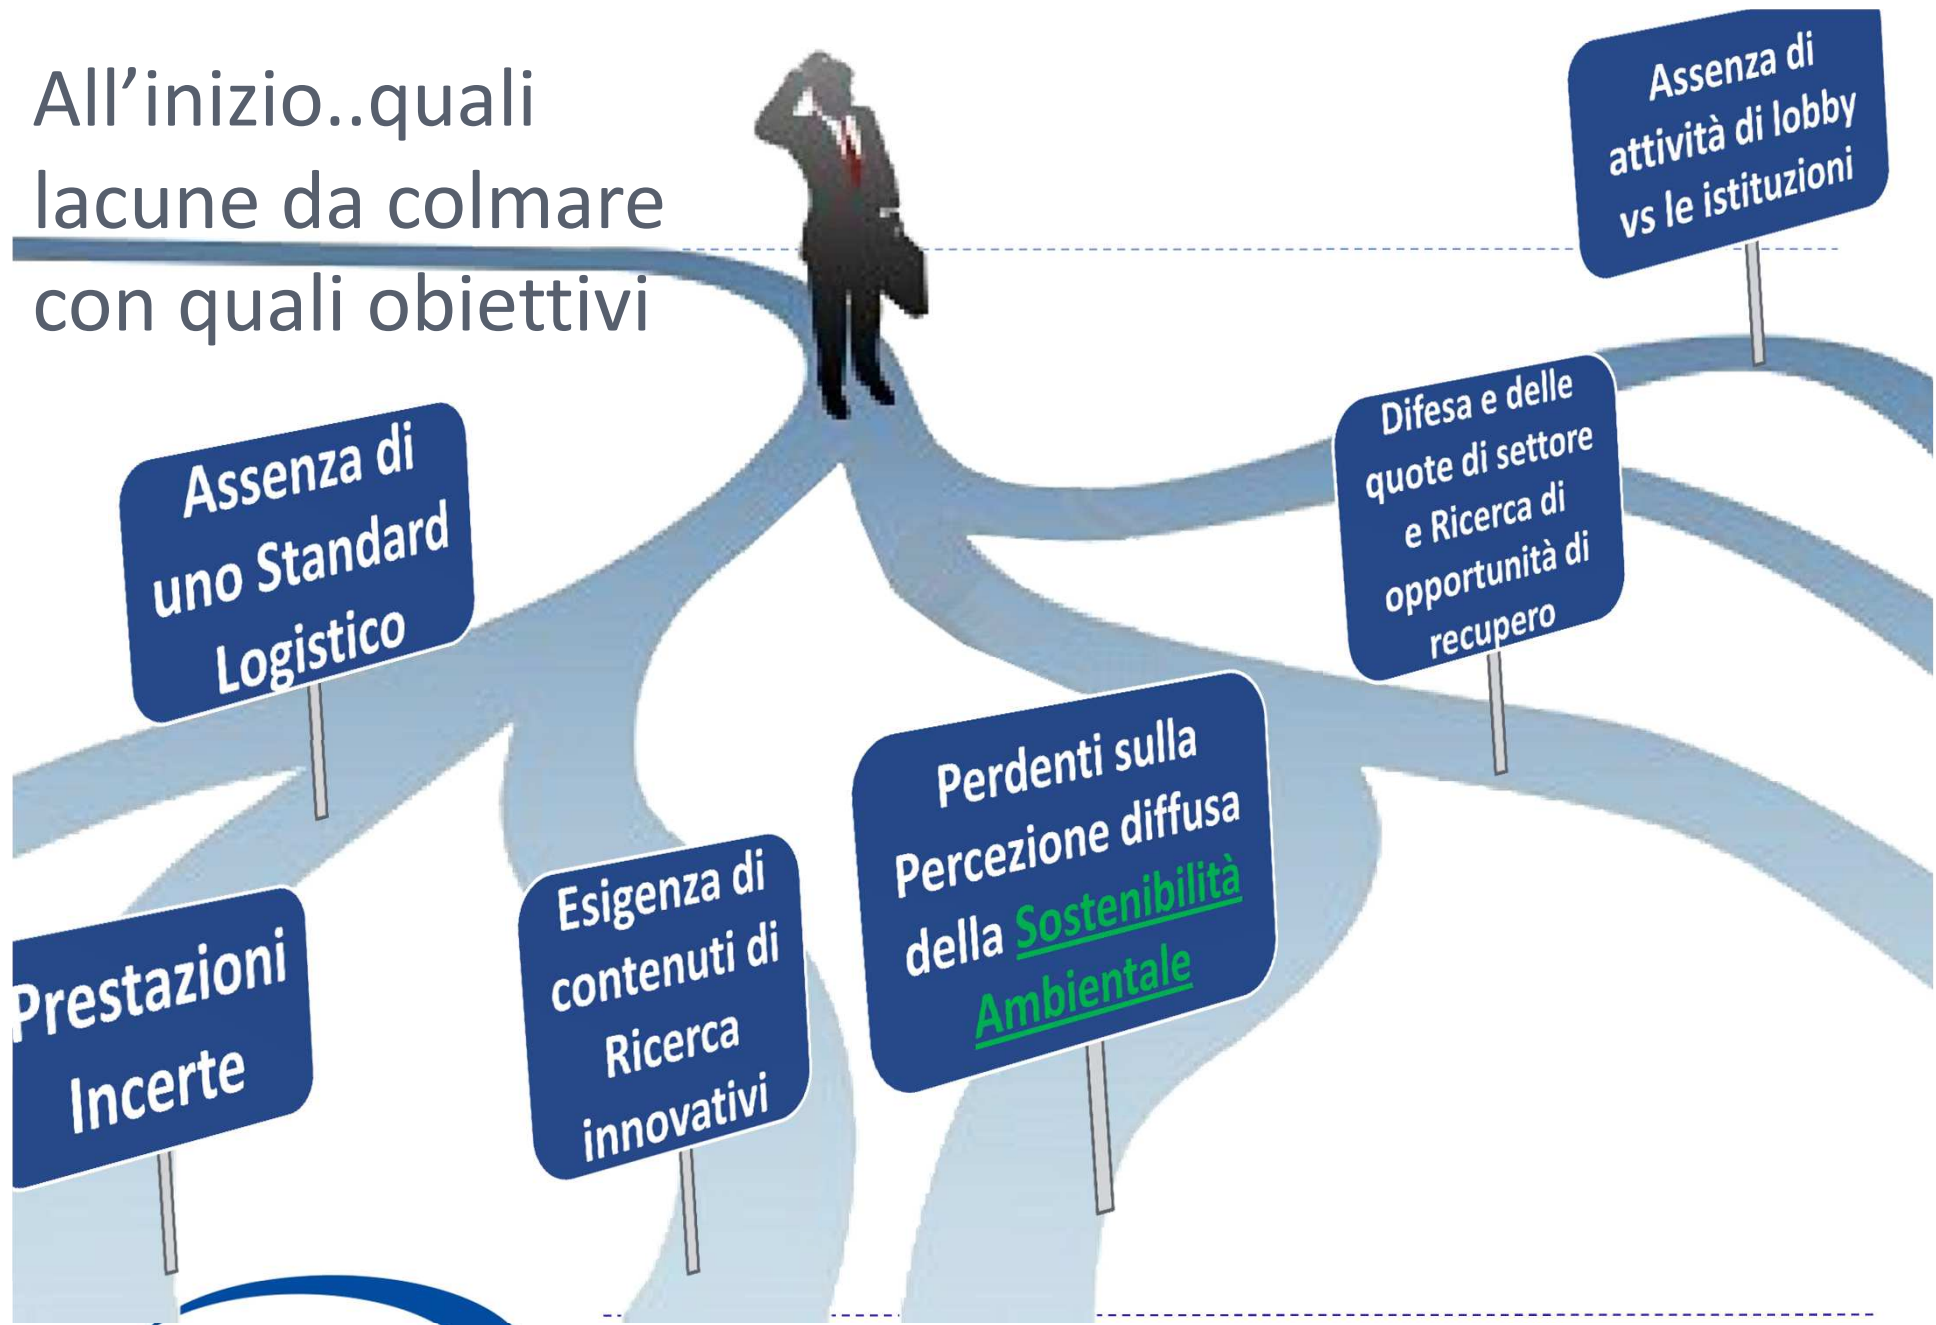 All’inizio..quali
lacune da colmare
con quali obiettivi
Assenza di
attività di lobby
vs le istituzioni
Difesa e delle
quote di settore
e Ricerca di
opportunità di
recupero
Assenza di
uno Standard
Logistico
Perdenti sulla
Percezione diffusa
della Sostenibilità
Ambientale
Esigenza di
contenuti di
Ricerca
innovativi
Prestazioni
Incerte